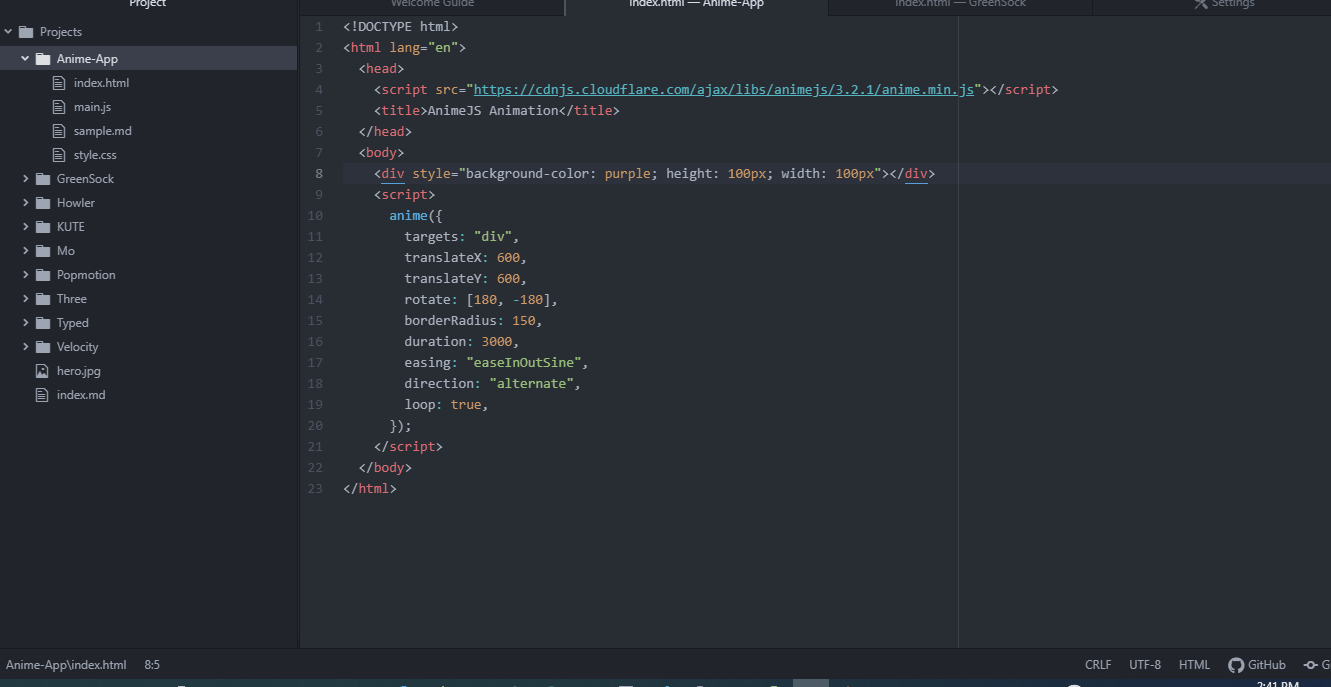 Project
Projects
Anime-App
index.html
main.js
sample.md
style.css
GreenSock
Howler
KUTE
Mo
Popmotion
Three
Typed
Velocity
hero.jpg
index.md
Welcome Guide
index.html — Anime-App
index.html — GreenSock
Settings
1 <!DOCTYPE html>
2 <html lang="en">
3 <head>
4 <script src="https://cdnjs.cloudflare.com/ajax/libs/animejs/3.2.1/anime.min.js"></script>
5 <title>AnimeJS Animation</title>
6 </head>
7 <body>
8 <div style="background-color: purple; height: 100px; width: 100px"></div>
9 <script>
10 anime({
11 targets: "div",
12 translateX: 600,
13 translateY: 600,
14 rotate: [180, -180],
15 borderRadius: 150,
16 duration: 3000,
17 easing: "easeInOutSine",
18 direction: "alternate",
19 loop: true,
20 });
21 </script>
22 </body>
23 </html>
Anime-App\index.html 8:5
CRLF UTF-8 HTML GitHub G
2:41 PM